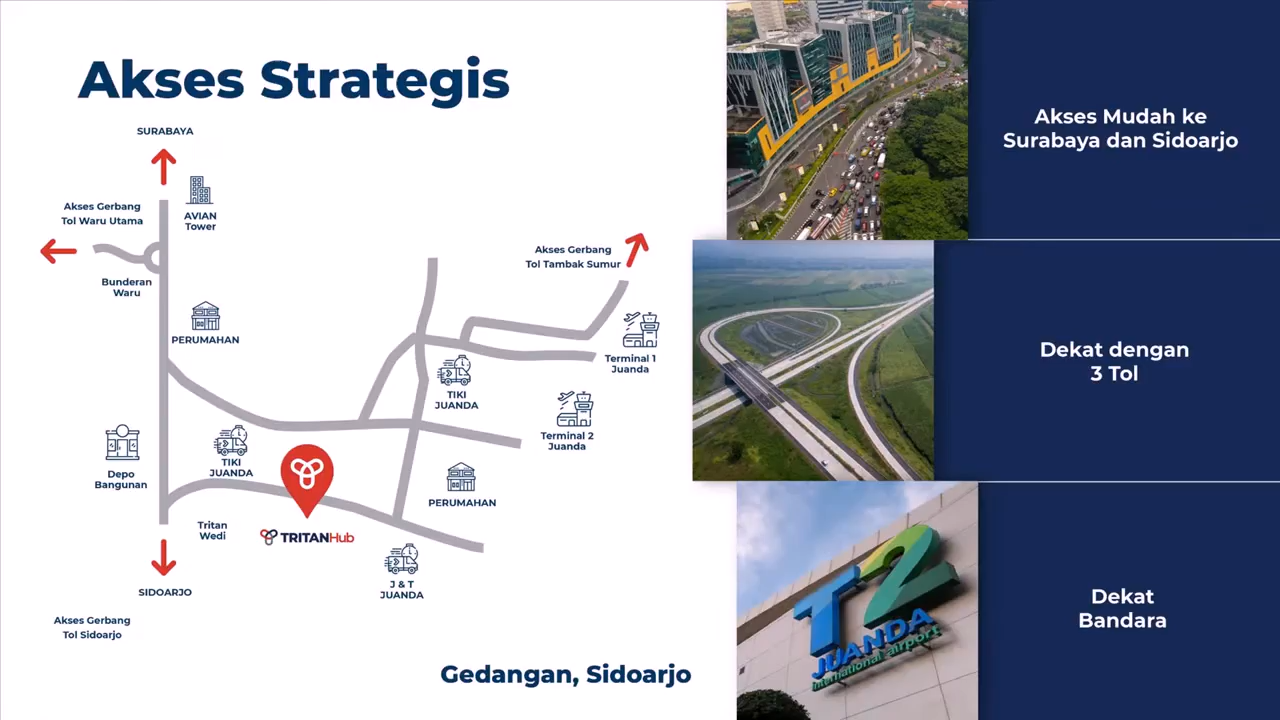 Akses Strategis
SURABAYA
Akses Gerbang
Tol Waru Utama
AVIAN
Tower
Bunderan
Waru
PERUMAHAN
Akses Gerbang
Tol Tambak Sumur
Terminal 1
Juanda
TIKI
JUANDA
Terminal 2
Juanda
Depo
Bangunan
TIKI
JUANDA
PERUMAHAN
Tritan
Wedi
TRITANHub
J & T
JUANDA
SIDOARJO
Akses Gerbang
Tol Sidoarjo
Gedangan, Sidoarjo
Akses Mudah ke
Surabaya dan Sidoarjo
Dekat dengan
3 Tol
T2
JUANDA
international airport
Dekat
Bandara